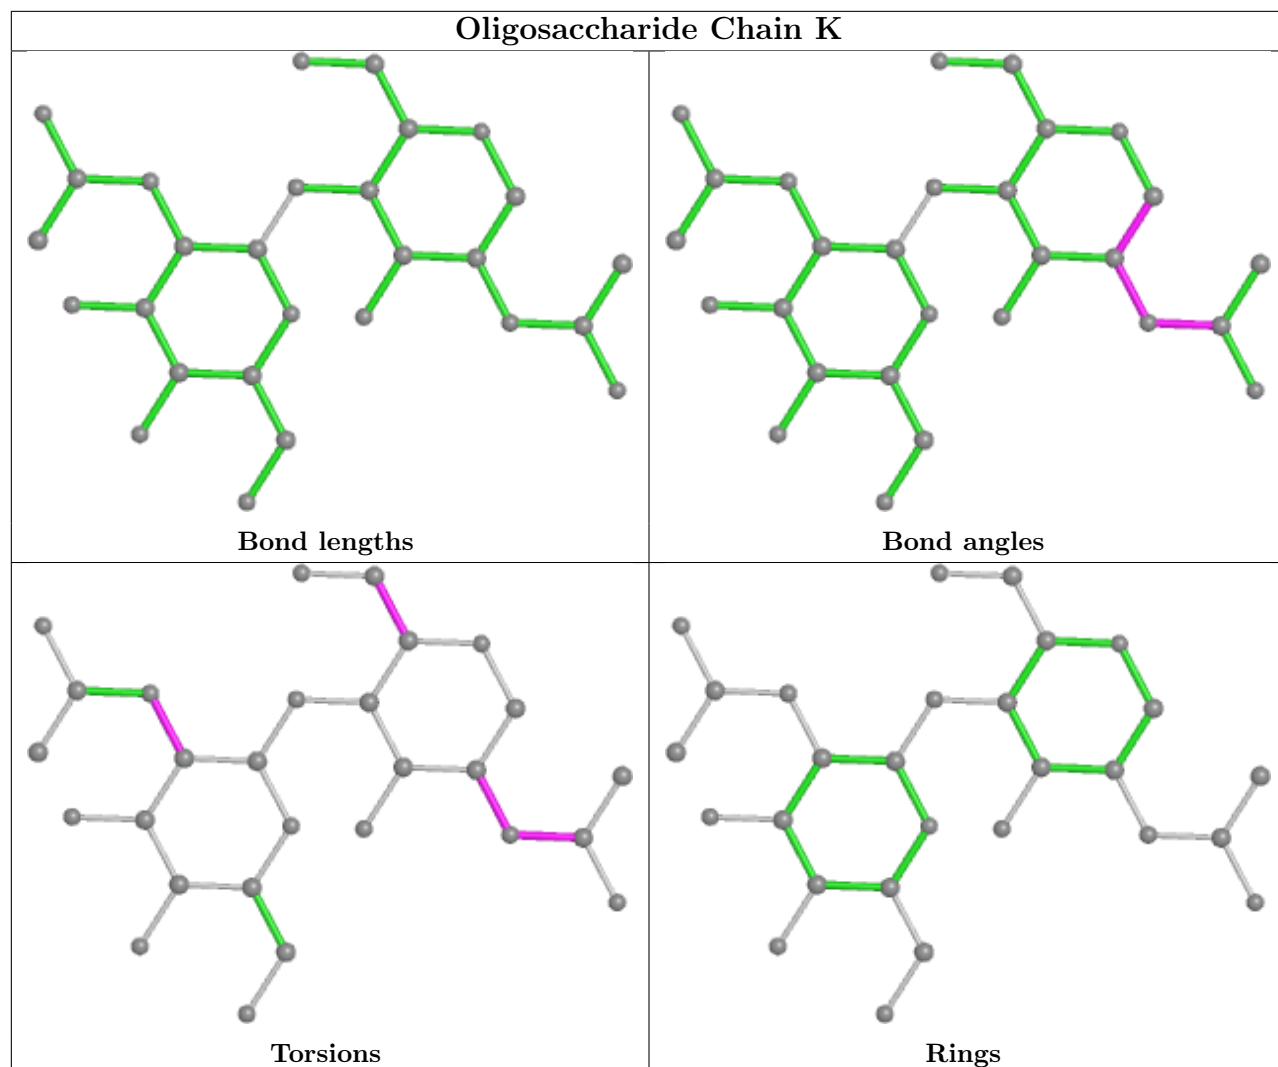 Oligosaccharide Chain K
Bond lengths
Bond angles
Torsions
Rings